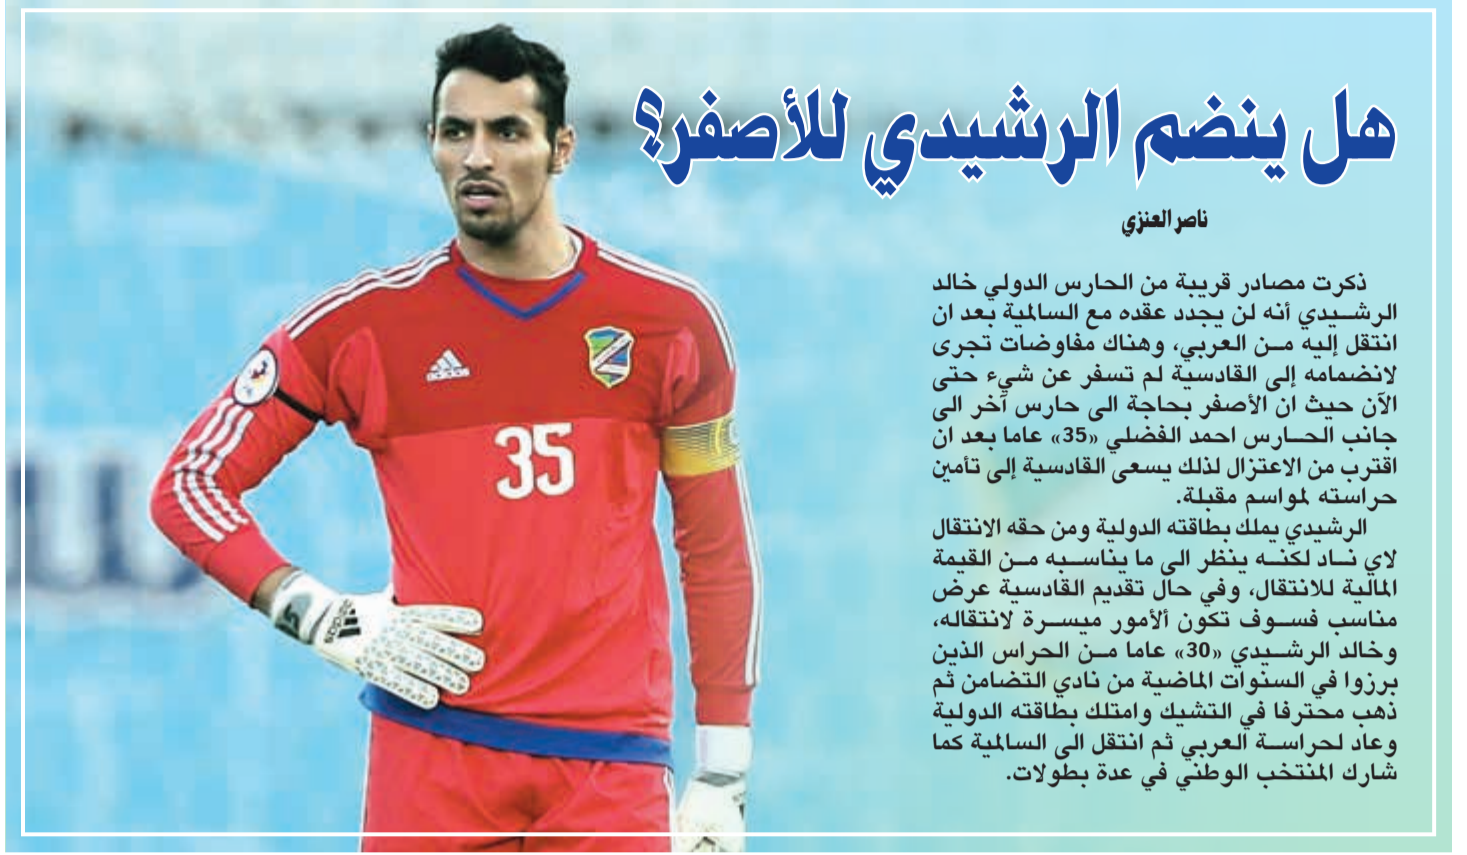 هل ينضم الرشيدي للأصفر؟
ناصر العنزي
ذكرت مصادر قريبة من الحارس الدولي خالد
الرشيدي أنه لن يجدد عقده مع السالمية بعد ان
انتقل إليه من العربي، وهناك مفاوضات تجرى
لانضمامه إلى القادسية لم تسفر عن شيء حتى
الآن حيث ان الأصفر بحاجة الى حارس آخر الى
جانب الحارس احمد الفضلي «35» عاما بعد ان
اقترب من الاعتزال لذلك يسعى القادسية إلى تأمين
حراسته لمواسم مقبلة.
الرشيدي يملك بطاقته الدولية ومن حقه الانتقال
لاي ناد لكنه ينظر الى ما يناسبه من القيمة
المالية للانتقال، وفي حال تقديم القادسية عرض
مناسب فسوف تكون ألأمور ميسرة لانتقاله،
وخالد الرشيدي «30» عاما من الحراس الذين
برزوا في السنوات الماضية من نادي التضامن ثم
ذهب محترفا في التشيك وامتلك بطاقته الدولية
وعاد لحراسة العربي ثم انتقل الى السالمية كما
شارك المنتخب الوطني في عدة بطولات.
adidas
35
adidas